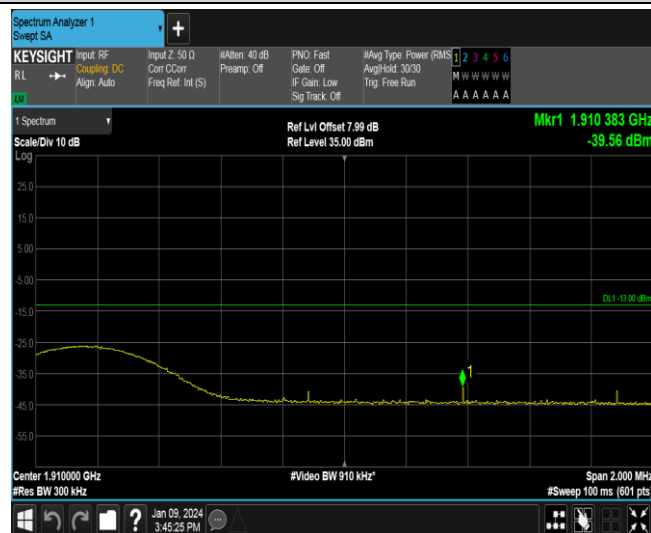 Spectrum Analyzer 1
Swept SA
KEYSIGHT
RL
Input: RF
Coupling: DC
Align: Auto
Input Z: 50 Ω
Corr CCorr
Freq Ref: Int (S)
#Atten: 40 dB
Preamp: Off
PNO: Fast
Gate: Off
IF Gain: Low
Sig Track: Off
#Avg Type: Power (RMS
Avg|Hold: 30/30
Trig: Free Run
1 2 3 4 5 6
M W W W W W
A A A A A A
1 Spectrum
Scale/Div 10 dB
Ref Lvl Offset 7.99 dB
Ref Level 35.00 dBm
Mkr1 1.910 383 GHz
-39.56 dBm
Log
25.0
15.0
5.00
-5.00
-15.0
DL1 -13.00 dBm
-25.0
-35.0
1
-45.0
-55.0
Center 1.910000 GHz
#Res BW 300 kHz
#Video BW 910 kHz*
Span 2.000 MHz
#Sweep 100 ms (601 pts
?
Jan 09, 2024
3:45:25 PM